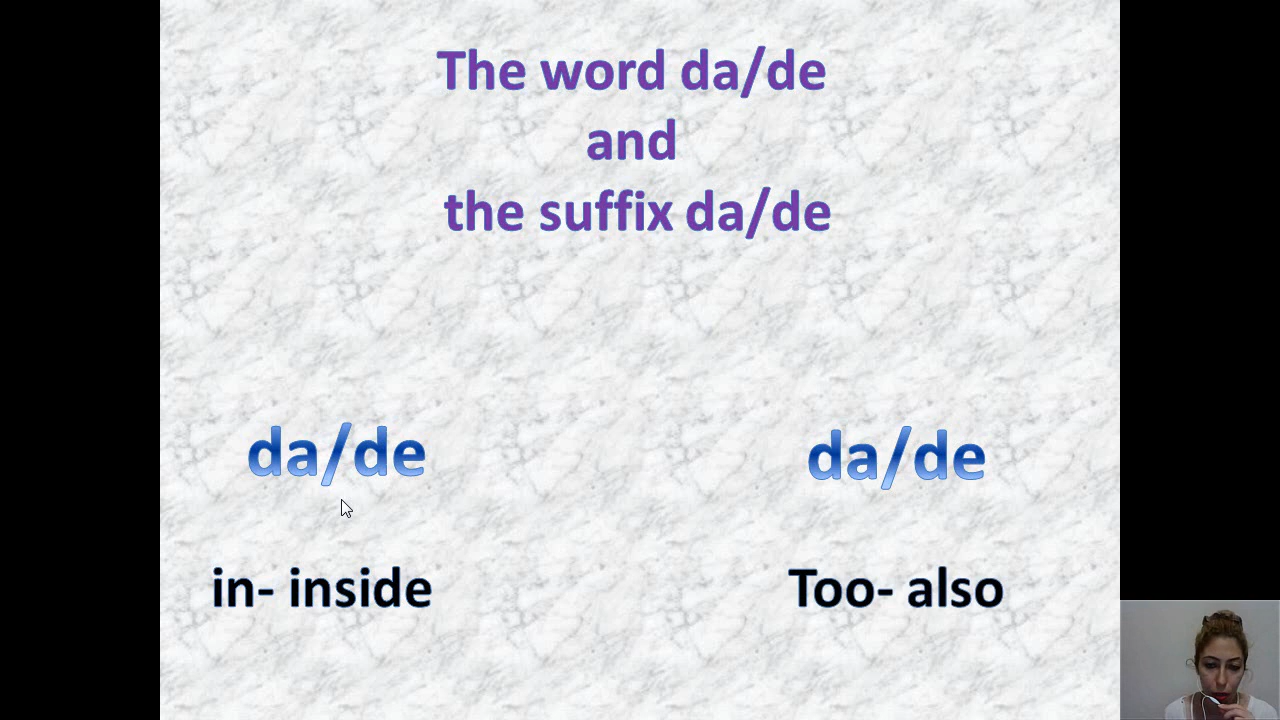 The word da/de
and
the suffix da/de
da/de
da/de
in- inside
Too- also